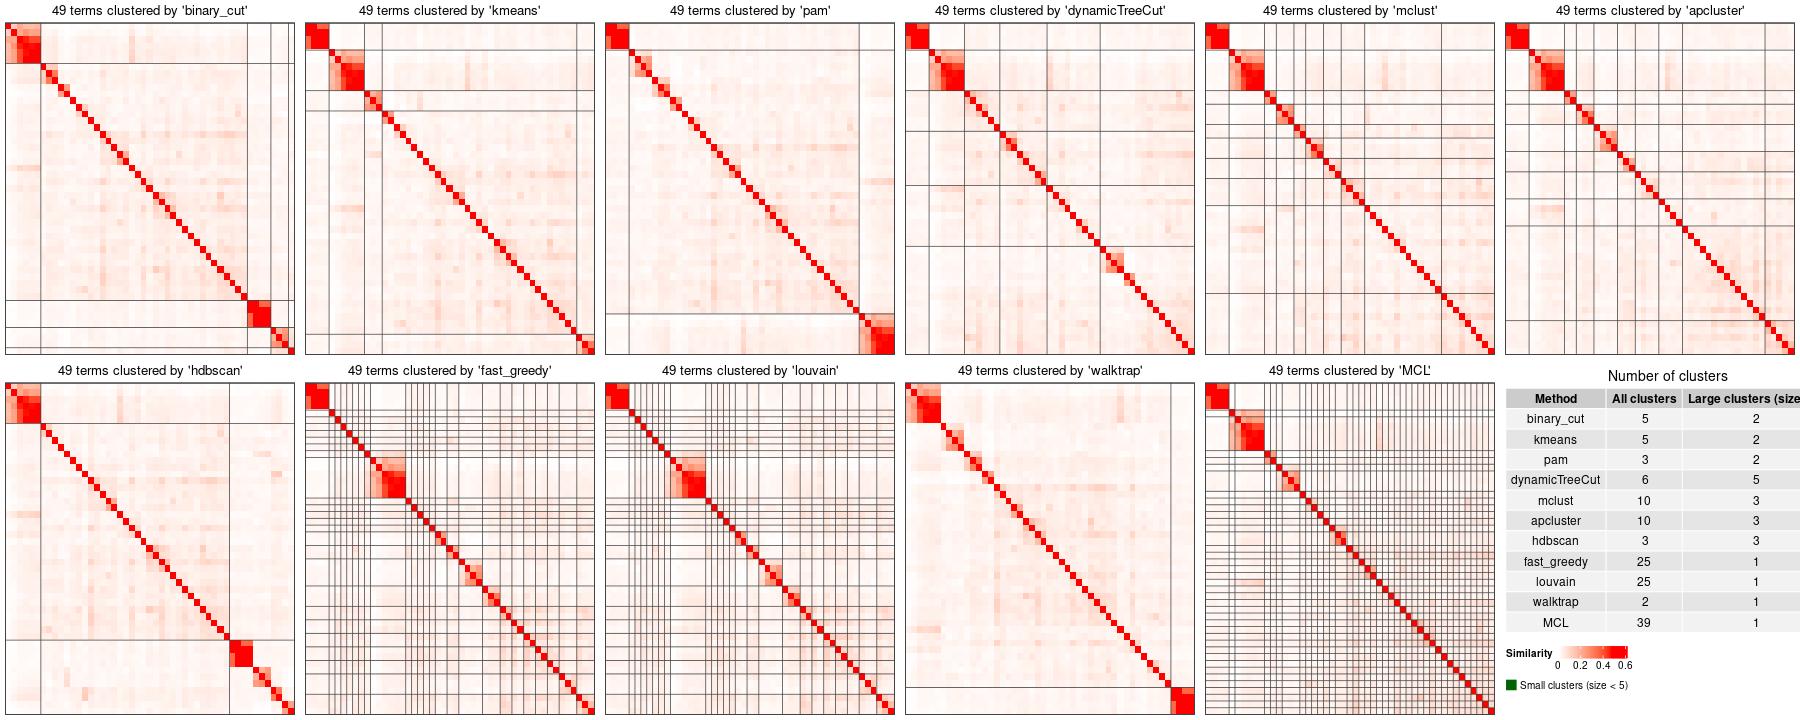 49 terms clustered by 'binary_cut'
49 terms clustered by 'kmeans'
49 terms clustered by 'pam'
49 terms clustered by 'dynamicTreeCut'
49 terms clustered by 'mclust'
49 terms clustered by 'apcluster'
49 terms clustered by 'hdbscan'
49 terms clustered by 'fast_greedy'
49 terms clustered by 'louvain'
49 terms clustered by 'walktrap'
49 terms clustered by 'MCL'
Number of clusters
Method All clusters Large clusters (size
binary_cut 5 2
kmeans 5 2
pam 3 2
dynamicTreeCut 6 5
mclust 10 3
apcluster 10 3
hdbscan 3 3
fast_greedy 25 1
louvain 25 1
walktrap 2 1
MCL 39 1
Similarity
0 0.2 0.4 0.6
Small clusters (size < 5)